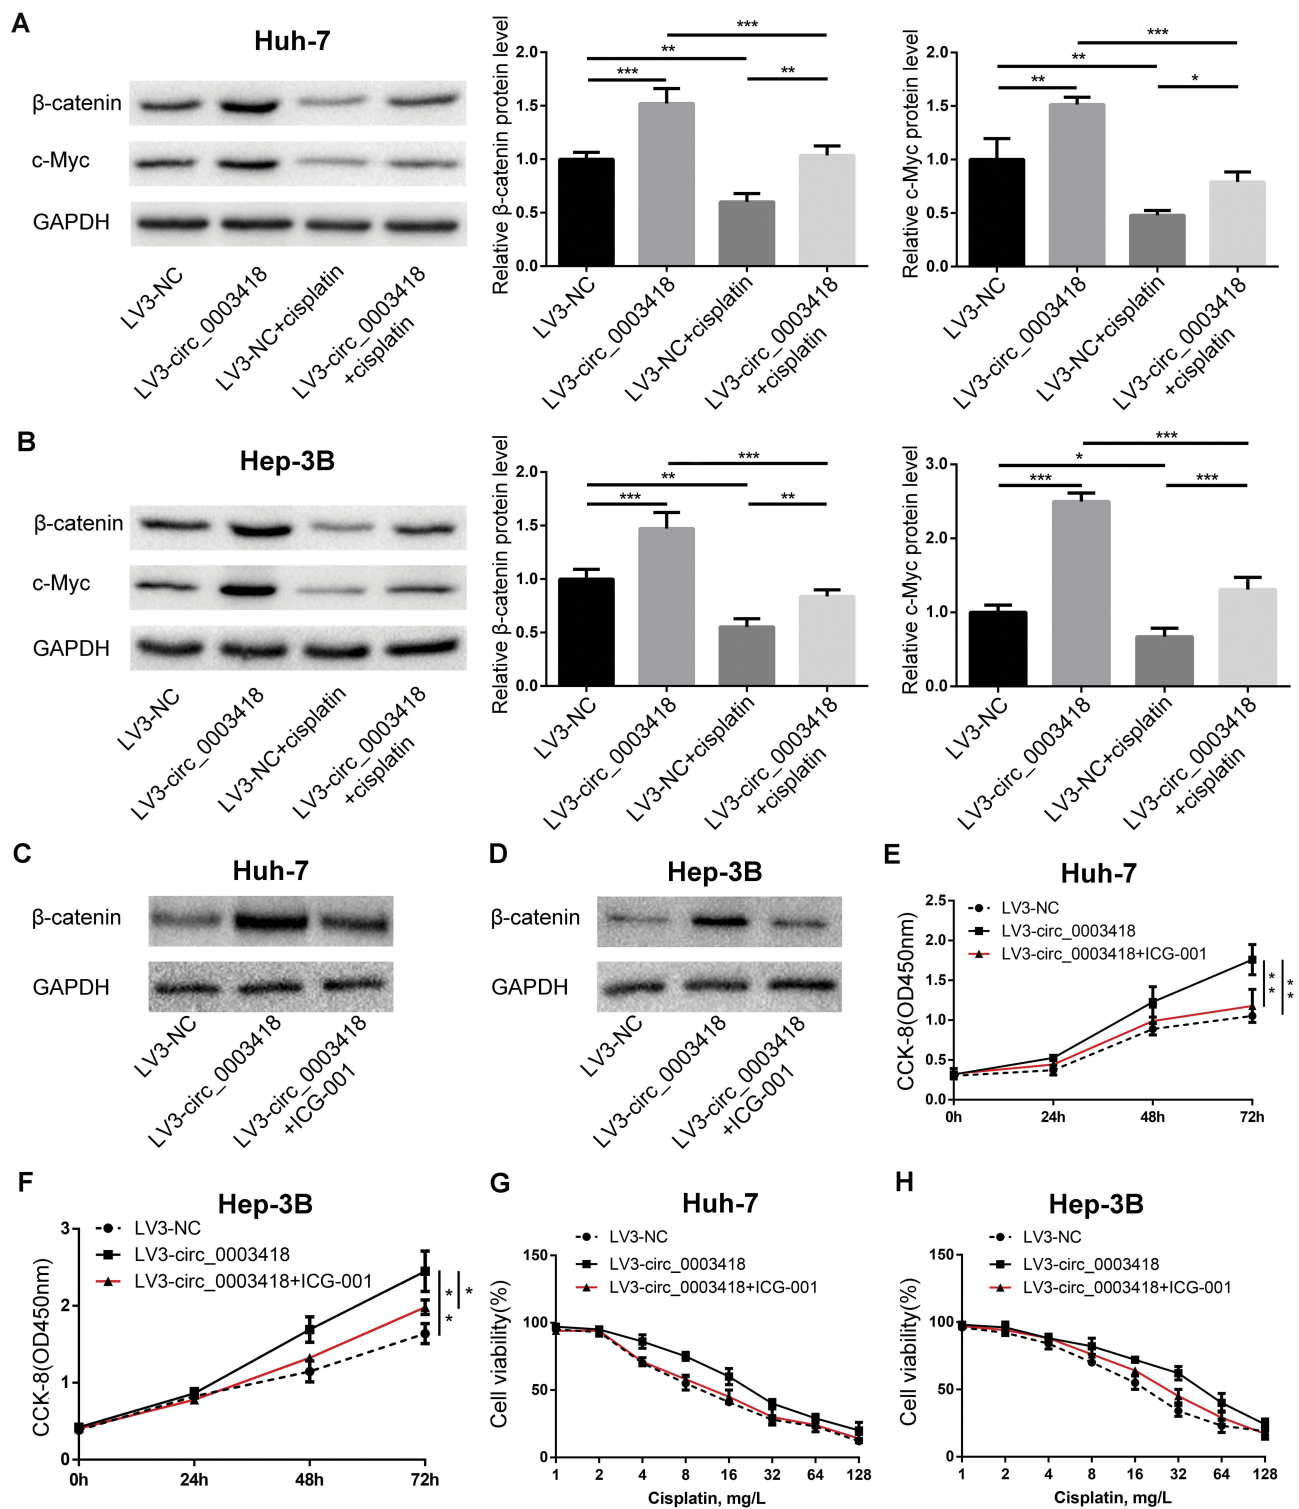 A
Huh-7
β-catenin
c-Myc
GAPDH
LV3-NC
LV3-circ_0003418
LV3-NC+cisplatin
LV3-circ_0003418
+cisplatin
Relative β-catenin protein level
2.0
1.5
1.0
0.5
0.0
***
**
***
**
LV3-NC
LV3-circ_0003418
LV3-NC+cisplatin
LV3-circ_0003418
+cisplatin
Relative c-Myc protein level
2.0
1.5
1.0
0.5
0.0
***
**
**
*
LV3-NC
LV3-circ_0003418
LV3-NC+cisplatin
LV3-circ_0003418
+cisplatin
B
Hep-3B
β-catenin
c-Myc
GAPDH
LV3-NC
LV3-circ_0003418
LV3-NC+cisplatin
LV3-circ_0003418
+cisplatin
Relative β-catenin protein level
2.0
1.5
1.0
0.5
0.0
***
**
***
**
LV3-NC
LV3-circ_0003418
LV3-NC+cisplatin
LV3-circ_0003418
+cisplatin
Relative c-Myc protein level
3.0
2.0
1.0
0.0
***
*
***
***
LV3-NC
LV3-circ_0003418
LV3-NC+cisplatin
LV3-circ_0003418
+cisplatin
C
Huh-7
β-catenin
GAPDH
LV3-NC
LV3-circ_0003418
LV3-circ_0003418
+ICG-001
D
Hep-3B
β-catenin
GAPDH
LV3-NC
LV3-circ_0003418
LV3-circ_0003418
+ICG-001
E
Huh-7
LV3-NC
LV3-circ_0003418
LV3-circ_0003418+ICG-001
CCK-8(OD450nm)
2.5
2.0
1.5
1.0
0.5
0.0
**
**
0h 24h 48h 72h
F
Hep-3B
LV3-NC
LV3-circ_0003418
LV3-circ_0003418+ICG-001
CCK-8(OD450nm)
3
2
1
0
**
*
0h 24h 48h 72h
G
Huh-7
LV3-NC
LV3-circ_0003418
LV3-circ_0003418+ICG-001
Cell viability(%)
150
100
50
0
1 2 4 8 16 32 64 128
Cisplatin, mg/L
H
Hep-3B
LV3-NC
LV3-circ_0003418
LV3-circ_0003418+ICG-001
Cell viability(%)
150
100
50
0
1 2 4 8 16 32 64 128
Cisplatin, mg/L